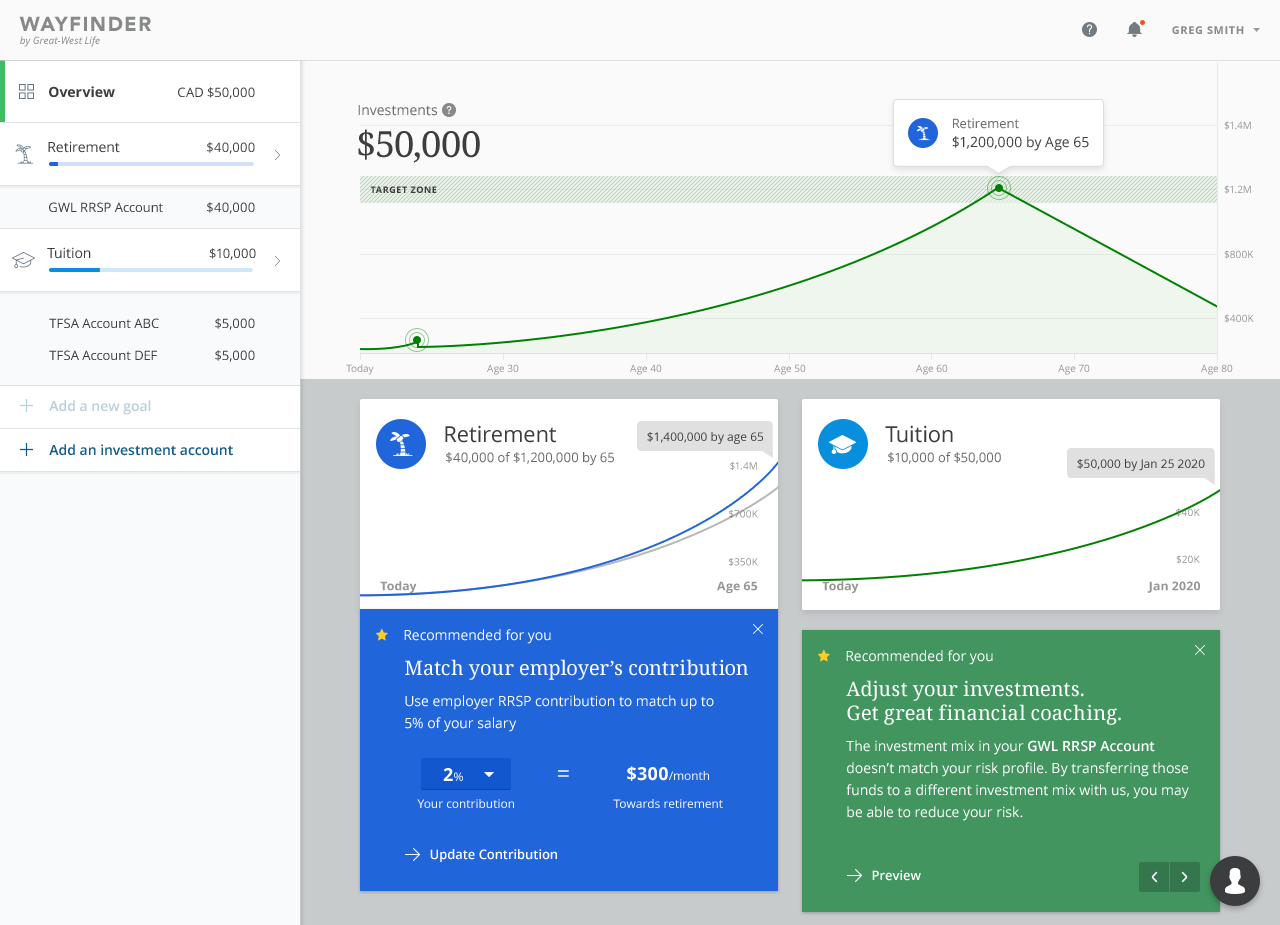 WAYFINDER
by Great-West Life
GREG SMITH
Overview CAD $50,000
Retirement $40,000
GWL RRSP Account $40,000
Tuition $10,000
TFSA Account ABC $5,000
TFSA Account DEF $5,000
Add a new goal
Add an investment account
Investments ?
$50,000
Retirement
$1,200,000 by Age 65
TARGET ZONE
$1.4M
$1.2M
$800K
$400K
Today Age 30 Age 40 Age 50 Age 60 Age 70 Age 80
Retirement
$40,000 of $1,200,000 by 65
$1,400,000 by age 65
$1.4M
$700K
$350K
Today Age 65
Recommended for you
Match your employer’s contribution
Use employer RRSP contribution to match up to
5% of your salary
2% = $300/month
Your contribution Towards retirement
Update Contribution
Tuition
$10,000 of $50,000
$50,000 by Jan 25 2020
$40K
$20K
Today Jan 2020
Recommended for you
Adjust your investments.
Get great financial coaching.
The investment mix in your GWL RRSP Account
doesn’t match your risk profile. By transferring those
funds to a different investment mix with us, you may
be able to reduce your risk.
Preview